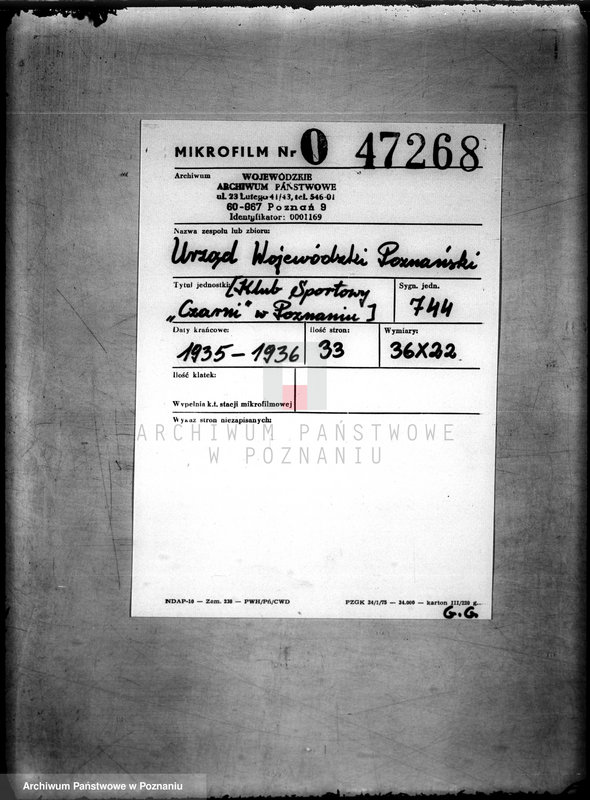 MIKROFILM Nr O 47268
Archiwum
WOJEWÓDZKIE
ARCHIWUM PAŃSTWOWE
ul. 23 Lutego 41/43, tel. 546-01
60-967 Poznań 9
Identyfikator: 0001169
Nazwa zespołu lub zbioru:
Urząd Wojewódzki Poznański
Tytuł jednostki:
[Klub Sportowy
„Czarni" w Poznaniu]
Sygn. jedn.
744
Daty krańcowe:
1935 – 1936
Ilość stron:
33
Wymiary:
36X22
Ilość klatek:
Wypełnia k.t. stacji mikrofilmowej
Wykaz stron niezapisanych:
ARCHIWUM PAŃSTWOWE
W POZNANIU
NDAP-10 — Zam. 230 — PWH/Pń/CWD
PZGK 34/1/75 — 34.000 — karton III/220 g.
G.G.
Archiwum Państwowe w Poznaniu